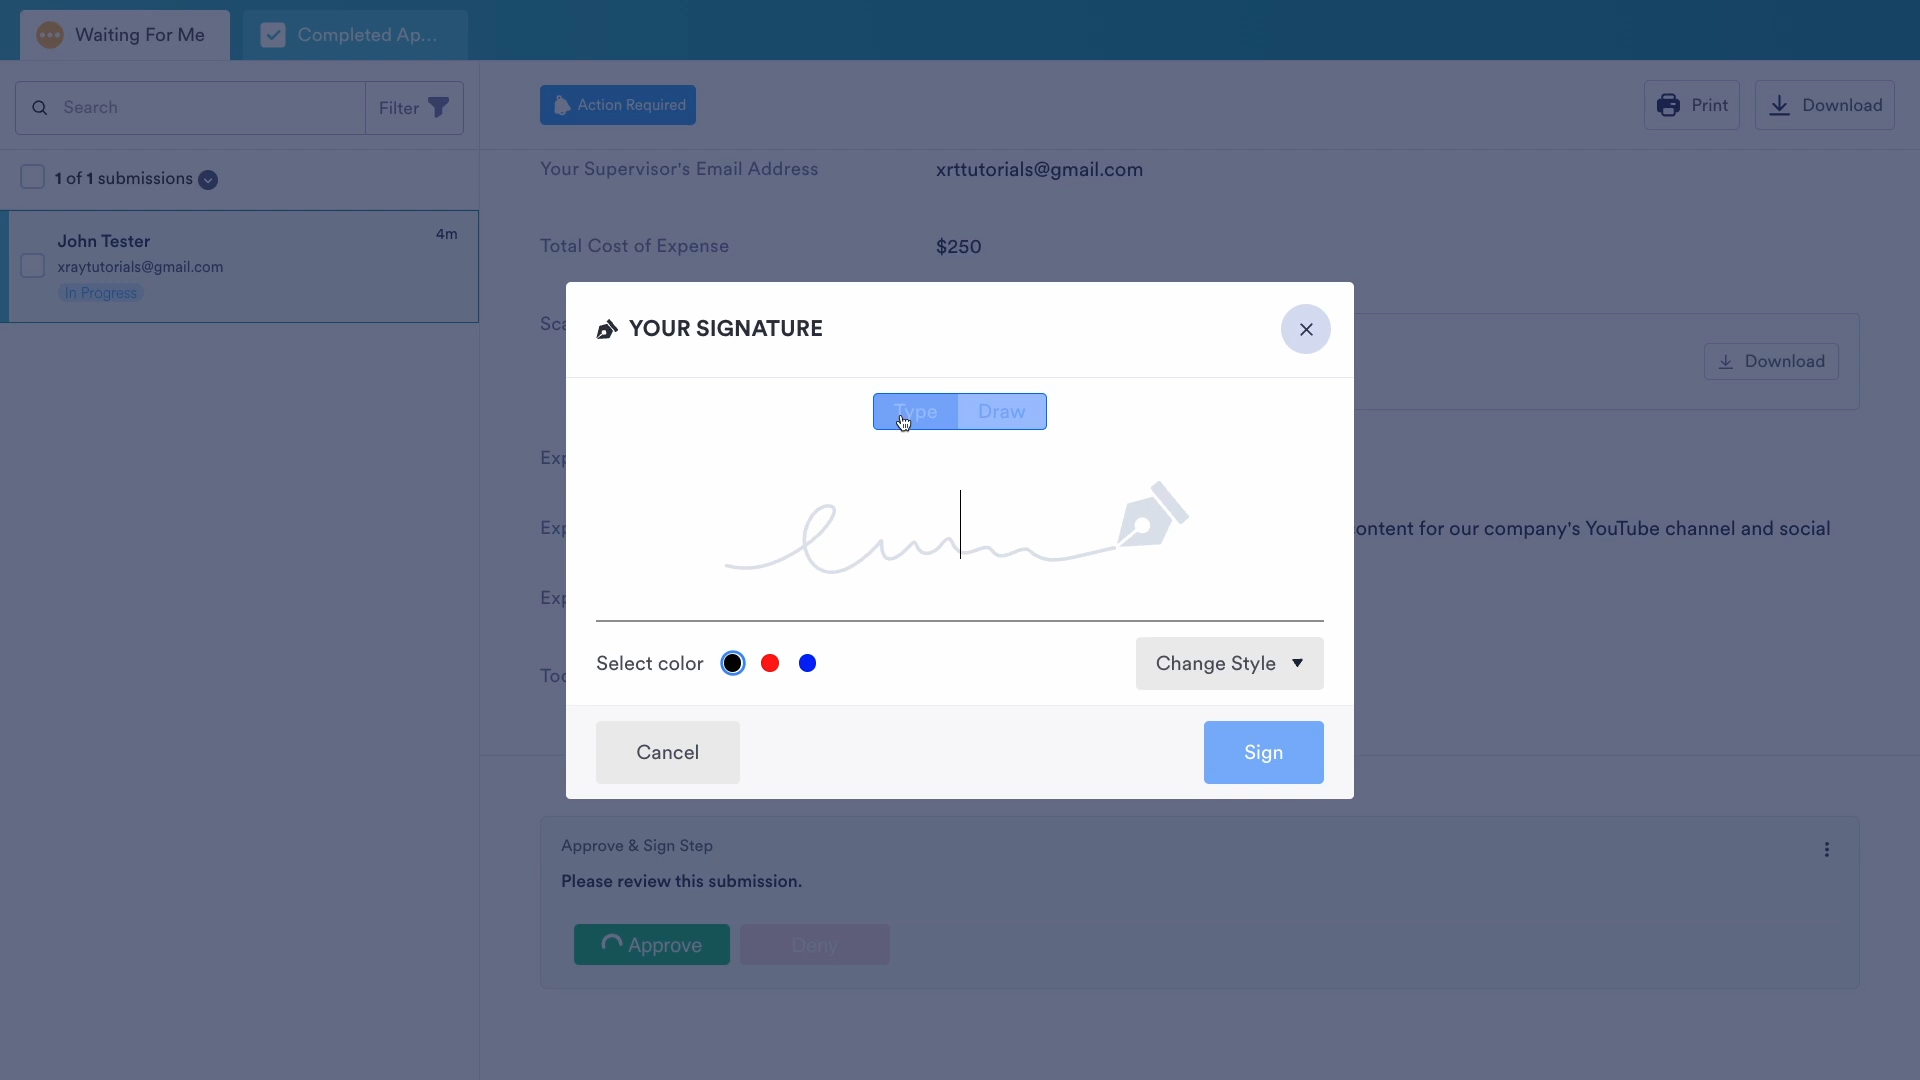 Waiting For Me
Completed Ap...
Search
Filter
Action Required
Print
Download
1 of 1 submissions
John Tester
4m
xraytutorials@gmail.com
In Progress
Your Supervisor's Email Address
xrttutorials@gmail.com
Total Cost of Expense
$250
Sca
Download
Exp
Exp
ontent for our company's YouTube channel and social
Exp
Tod
YOUR SIGNATURE
Type
Draw
Select color
Change Style
Cancel
Sign
Approve & Sign Step
Please review this submission.
Approve
Deny